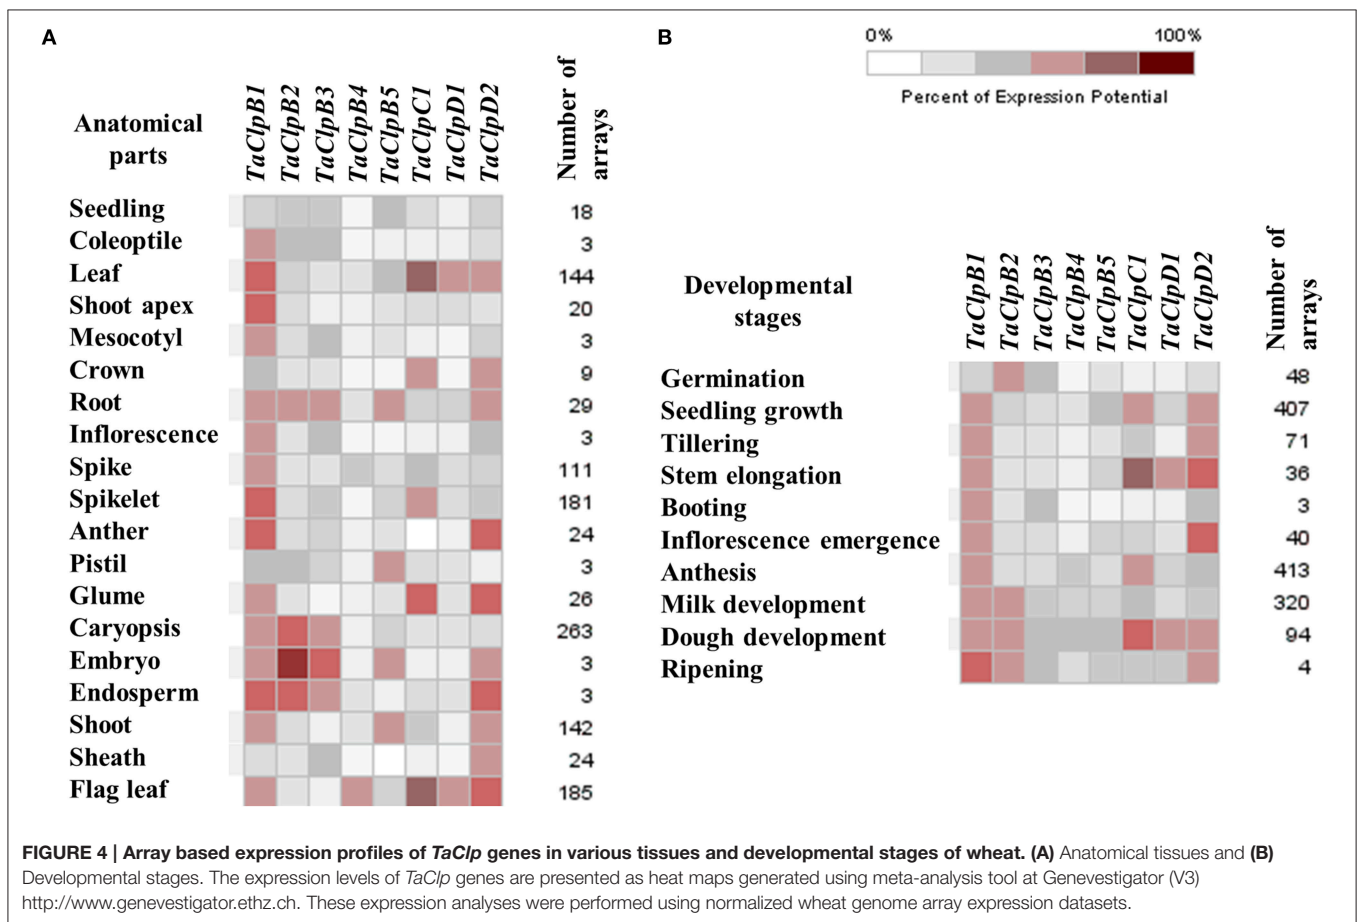 A
Anatomical
parts
TaClpB1
TaClpB2
TaClpB3
TaClpB4
TaClpB5
TaClpC1
TaClpD1
TaClpD2
Number of
arrays
Seedling 18
Coleoptile 3
Leaf 144
Shoot apex 20
Mesocotyl 3
Crown 9
Root 29
Inflorescence 3
Spike 111
Spikelet 181
Anther 24
Pistil 3
Glume 26
Caryopsis 263
Embryo 3
Endosperm 3
Shoot 142
Sheath 24
Flag leaf 185
B
0% 100%
Percent of Expression Potential
Developmental
stages
TaClpB1
TaClpB2
TaClpB3
TaClpB4
TaClpB5
TaClpC1
TaClpD1
TaClpD2
Number of
arrays
Germination 48
Seedling growth 407
Tillering 71
Stem elongation 36
Booting 3
Inflorescence emergence 40
Anthesis 413
Milk development 320
Dough development 94
Ripening 4
FIGURE 4 | Array based expression profiles of TaClp genes in various tissues and developmental stages of wheat. (A) Anatomical tissues and (B)
Developmental stages. The expression levels of TaClp genes are presented as heat maps generated using meta-analysis tool at Genevestigator (V3)
http://www.genevestigator.ethz.ch. These expression analyses were performed using normalized wheat genome array expression datasets.